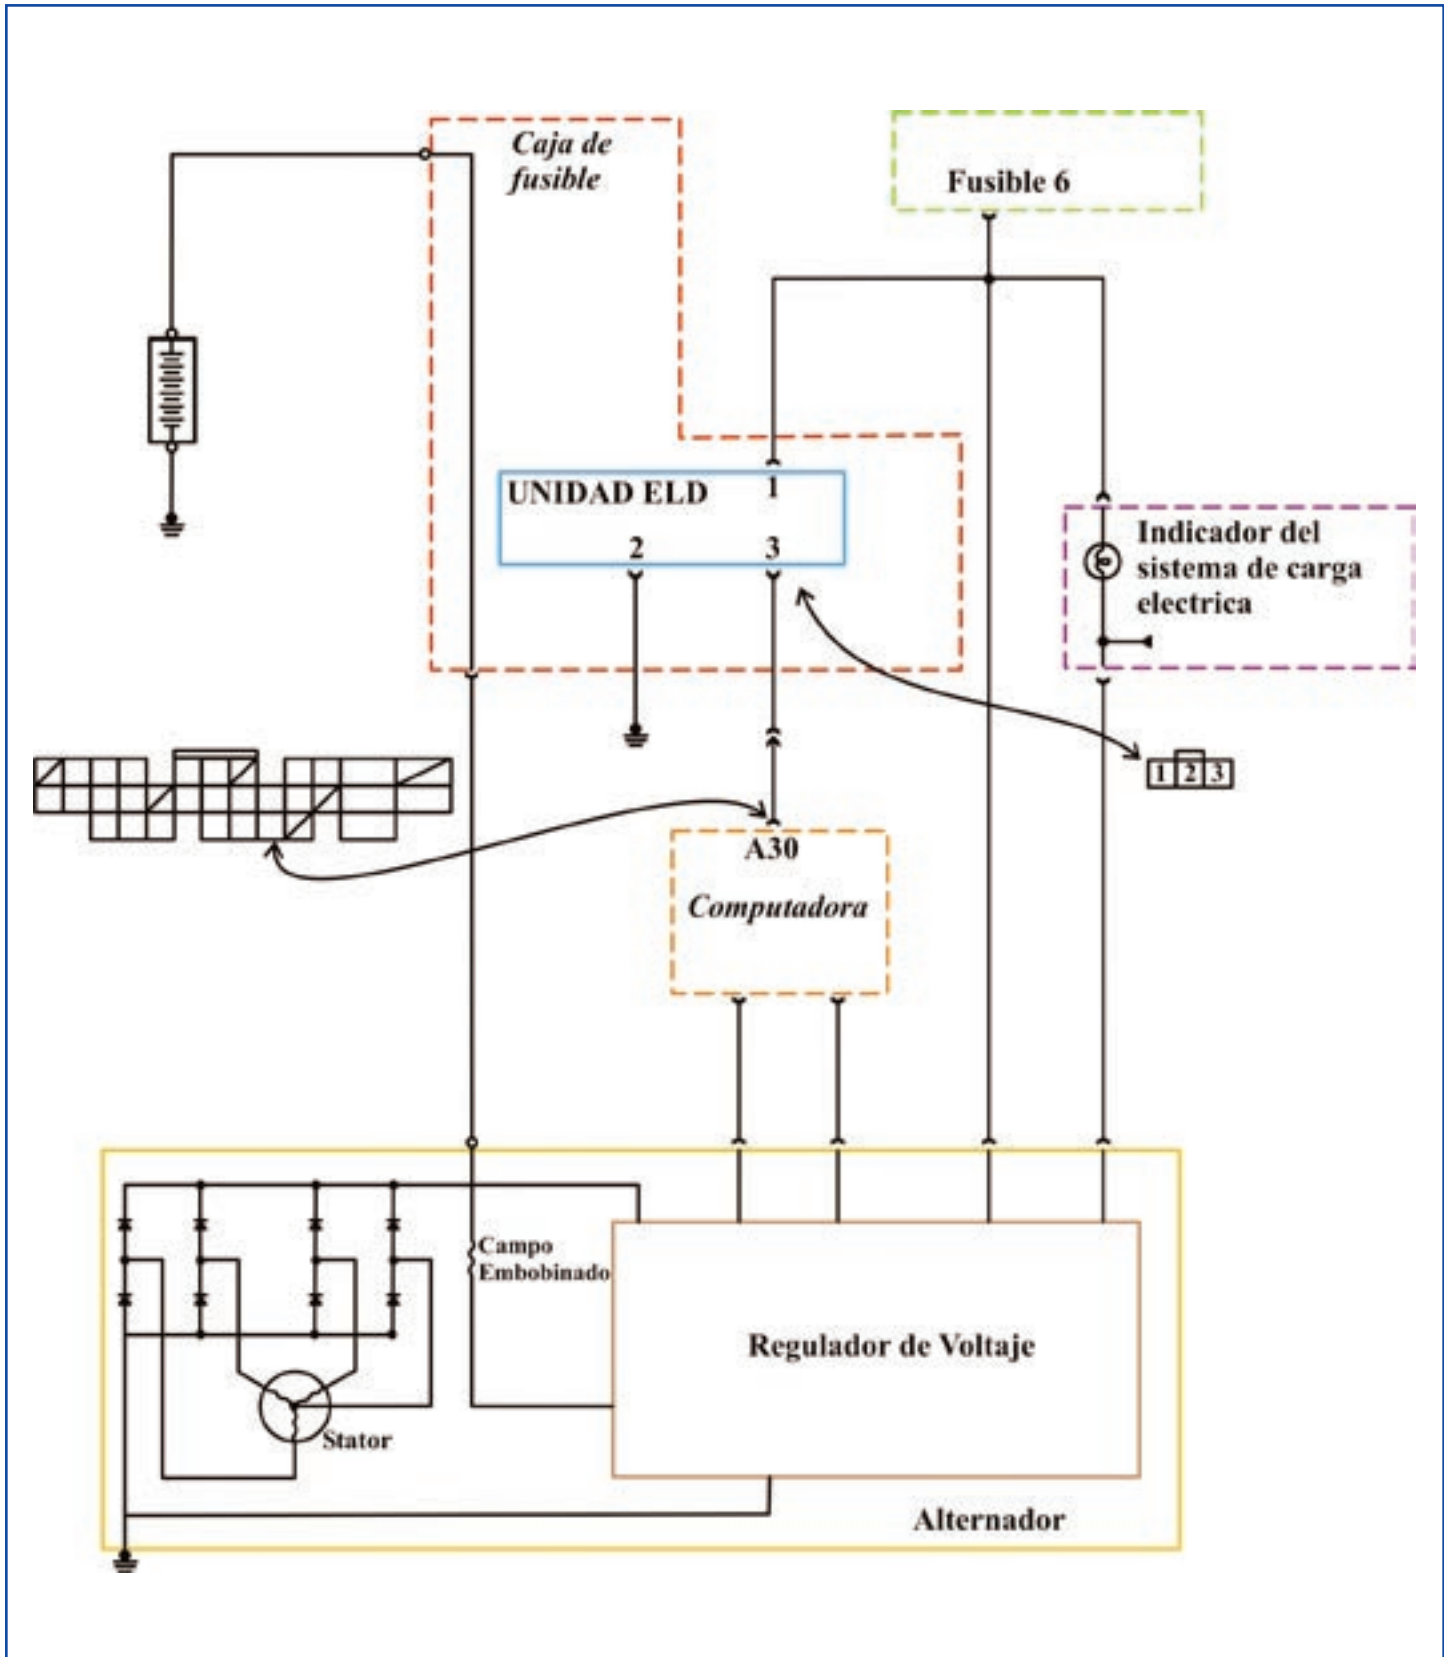 Caja de
fusible
Fusible 6
UNIDAD ELD
1
2
3
Indicador del
sistema de carga
electrica
1 2 3
A30
Computadora
Campo
Embobinado
Regulador de Voltaje
Stator
Alternador